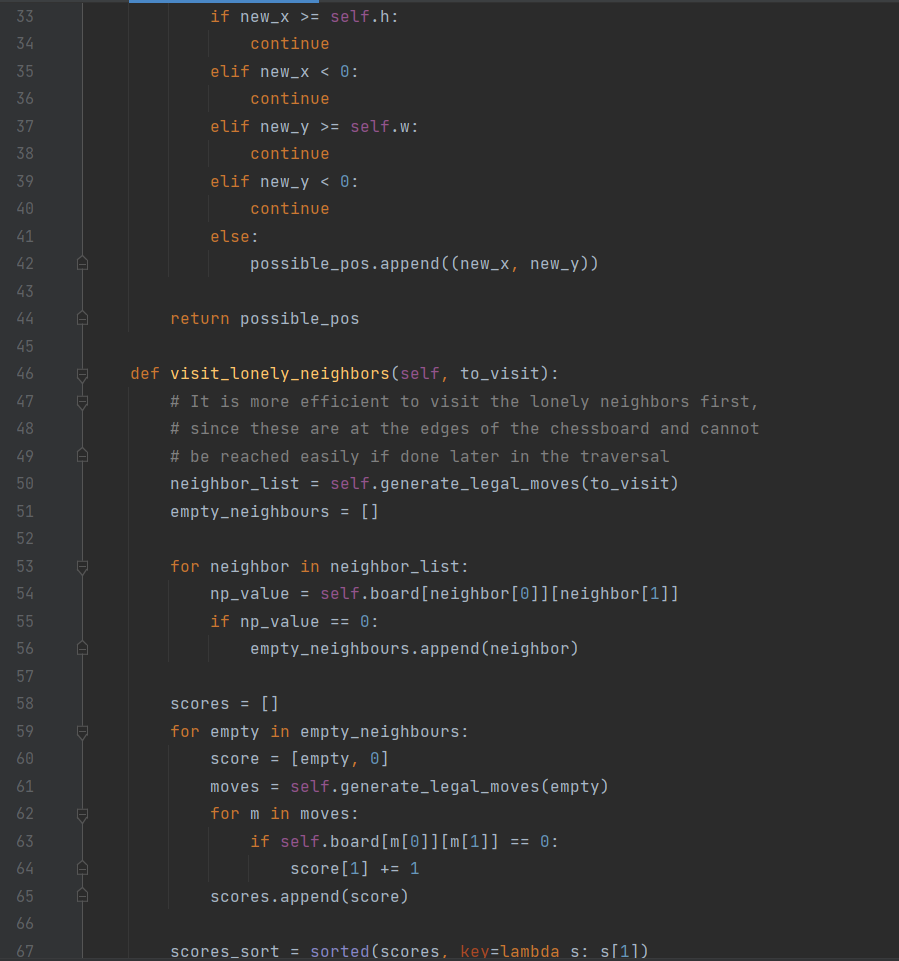 33 if new_x >= self.h:
34 continue
35 elif new_x < 0:
36 continue
37 elif new_y >= self.w:
38 continue
39 elif new_y < 0:
40 continue
41 else:
42 possible_pos.append((new_x, new_y))
43
44 return possible_pos
45
46 def visit_lonely_neighbors(self, to_visit):
47 # It is more efficient to visit the lonely neighbors first,
48 # since these are at the edges of the chessboard and cannot
49 # be reached easily if done later in the traversal
50 neighbor_list = self.generate_legal_moves(to_visit)
51 empty_neighbours = []
52
53 for neighbor in neighbor_list:
54 np_value = self.board[neighbor[0]][neighbor[1]]
55 if np_value == 0:
56 empty_neighbours.append(neighbor)
57
58 scores = []
59 for empty in empty_neighbours:
60 score = [empty, 0]
61 moves = self.generate_legal_moves(empty)
62 for m in moves:
63 if self.board[m[0]][m[1]] == 0:
64 score[1] += 1
65 scores.append(score)
66
67 scores_sort = sorted(scores, key=lambda s: s[1])